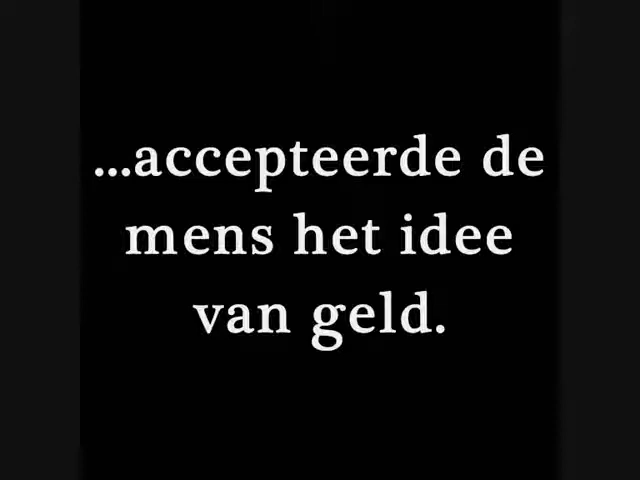 ...accepteerde de
mens het idee
van geld.